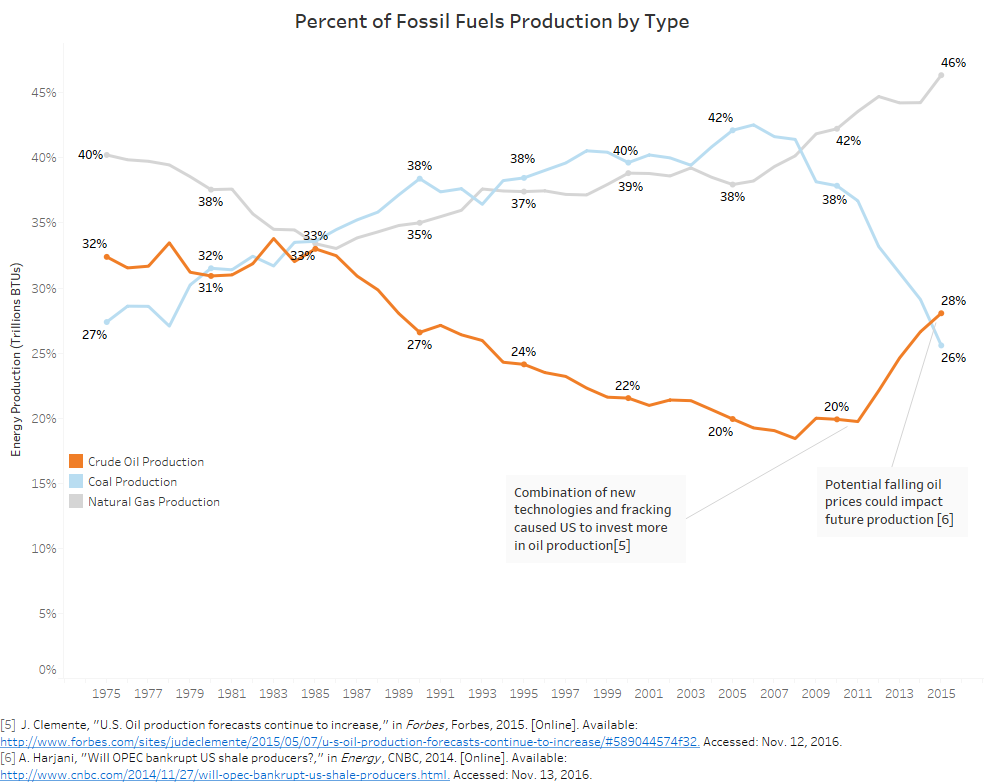 Percent of Fossil Fuels Production by Type
Energy Production (Trillions BTUs)
45%
40%
35%
30%
25%
20%
15%
10%
5%
0%
40%
38%
35%
37%
39%
38%
42%
46%
27%
32%
33%
38%
38%
40%
42%
38%
26%
32%
31%
33%
27%
24%
22%
20%
20%
28%
Crude Oil Production
Coal Production
Natural Gas Production
Combination of new
technologies and fracking
caused US to invest more
in oil production[5]
Potential falling oil
prices could impact
future production [6]
1975 1977 1979 1981 1983 1985 1987 1989 1991 1993 1995 1997 1999 2001 2003 2005 2007 2009 2011 2013 2015
[5] J. Clemente, "U.S. Oil production forecasts continue to increase," in Forbes, Forbes, 2015. [Online]. Available:
http://www.forbes.com/sites/judeclemente/2015/05/07/u-s-oil-production-forecasts-continue-to-increase/#589044574f32. Accessed: Nov. 12, 2016.
[6] A. Harjani, "Will OPEC bankrupt US shale producers?," in Energy, CNBC, 2014. [Online]. Available:
http://www.cnbc.com/2014/11/27/will-opec-bankrupt-us-shale-producers.html. Accessed: Nov. 13, 2016.